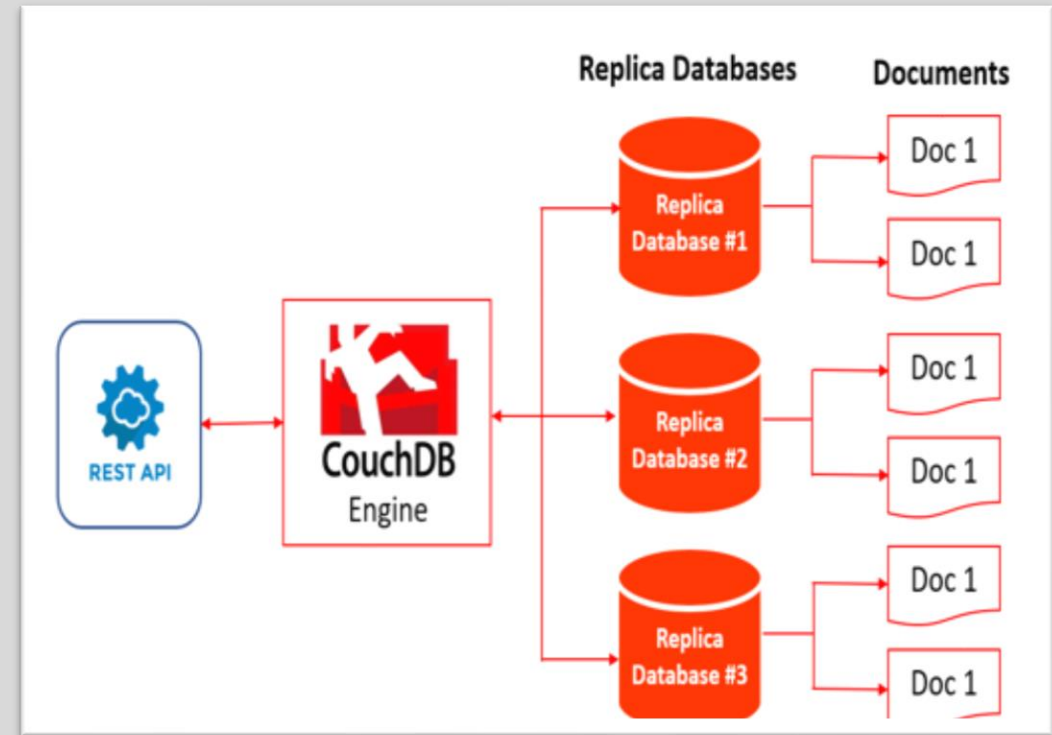 Replica Databases
Documents
Replica
Database #1
Doc 1
Doc 1
REST API
CouchDB
Engine
Replica
Database #2
Doc 1
Doc 1
Replica
Database #3
Doc 1
Doc 1